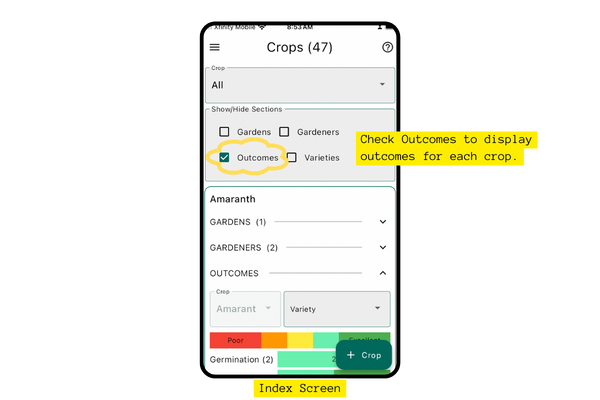 Xfinity Mobile
8:53 AM
Crops (47)
Crop
All
Show/Hide Sections
Gardens
Gardeners
Outcomes
Varieties
Check Outcomes to display
outcomes for each crop.
Amaranth
GARDENS (1)
GARDENERS (2)
OUTCOMES
Crop
Amarant
Variety
Poor
Excellent
Germination (2)
2
+ Crop
Index Screen